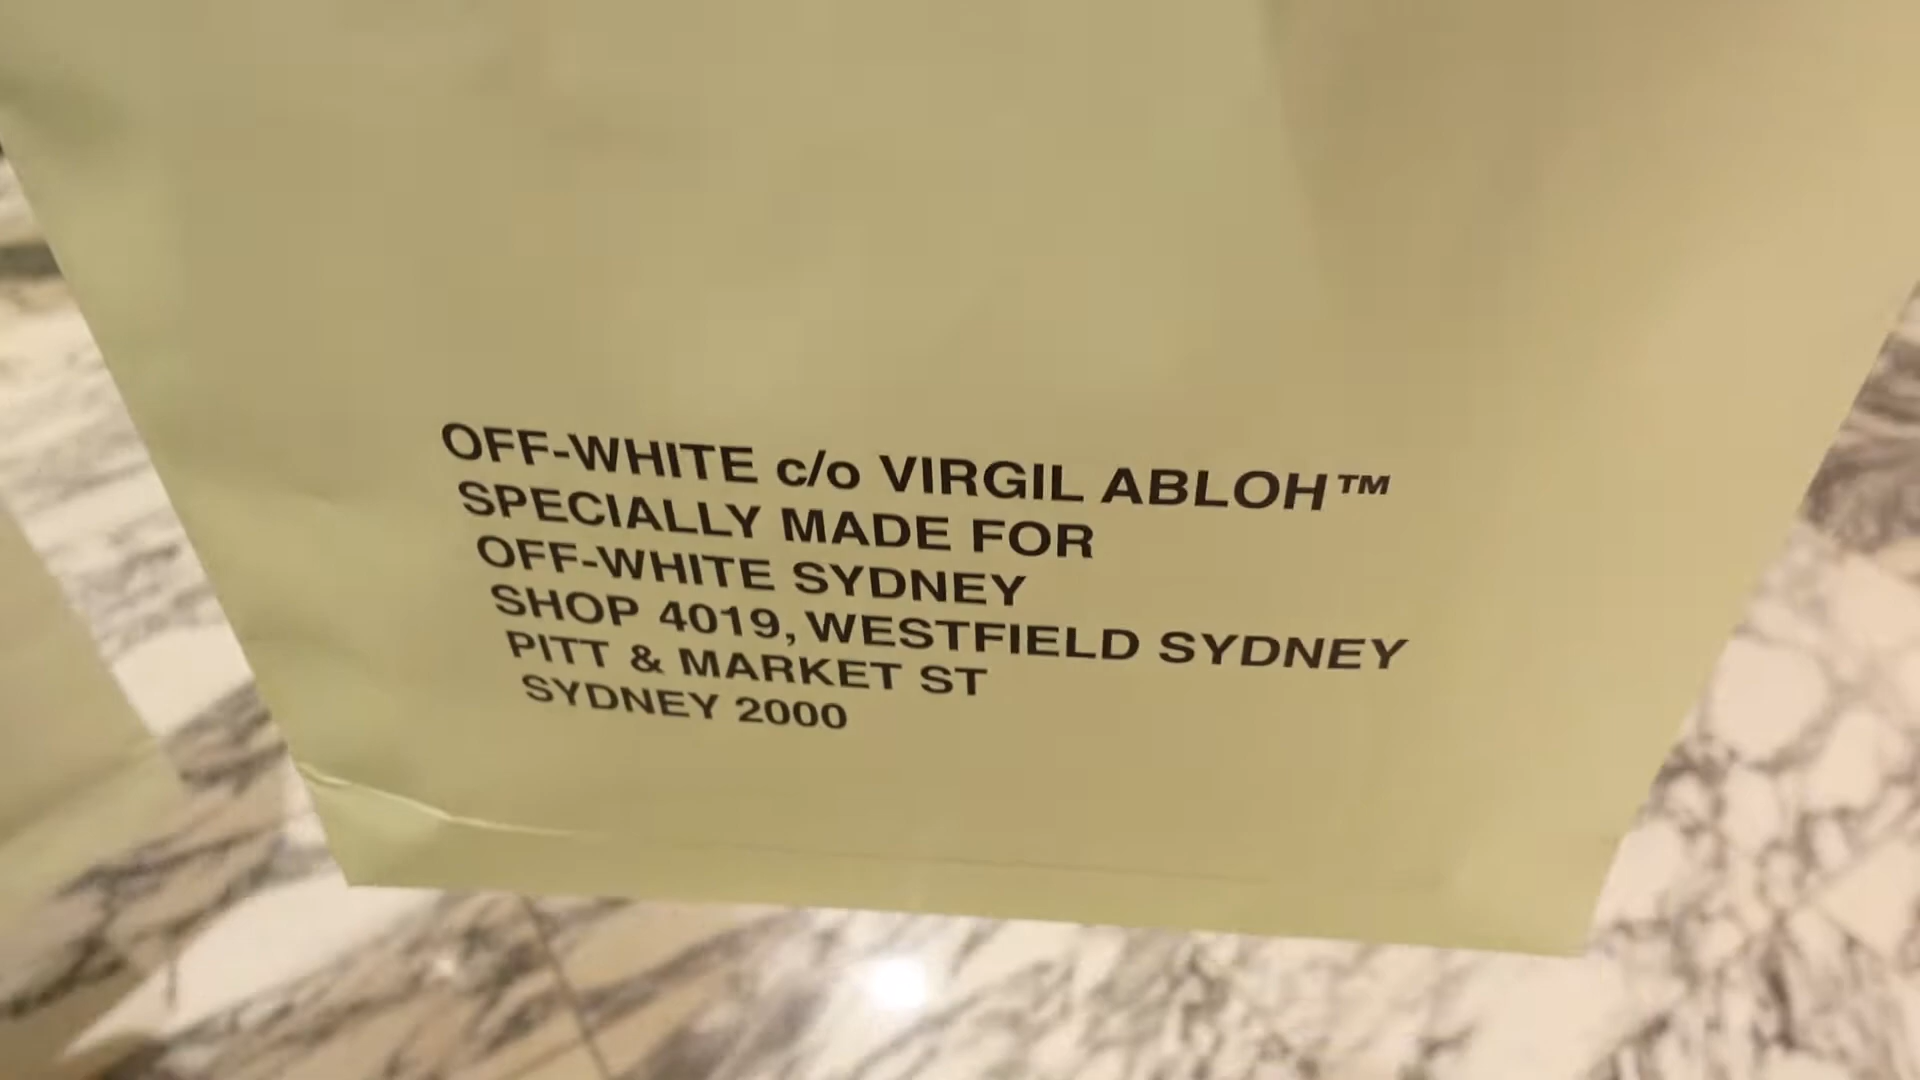 OFF-WHITE c/o VIRGIL ABLOH™
SPECIALLY MADE FOR
OFF-WHITE SYDNEY
SHOP 4019, WESTFIELD SYDNEY
PITT & MARKET ST
SYDNEY 2000